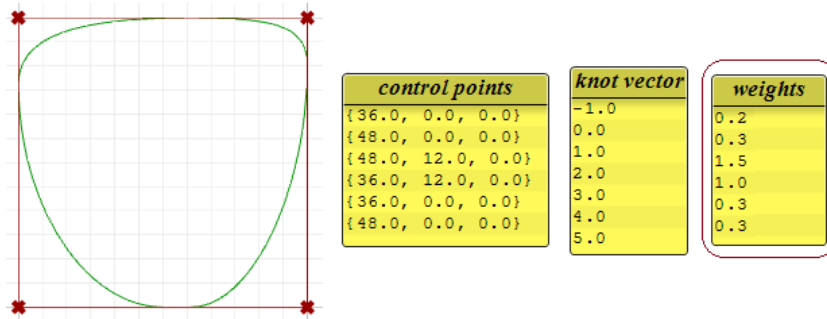 control points
{36.0, 0.0, 0.0}
{48.0, 0.0, 0.0}
{48.0, 12.0, 0.0}
{36.0, 12.0, 0.0}
{36.0, 0.0, 0.0}
{48.0, 0.0, 0.0}
knot vector
-1.0
0.0
1.0
2.0
3.0
4.0
5.0
weights
0.2
0.3
1.5
1.0
0.3
0.3